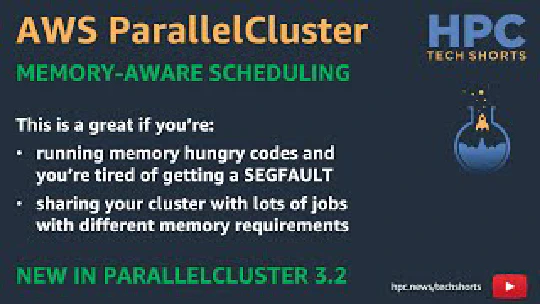 AWS ParallelCluster
HPC
TECH SHORTS
MEMORY-AWARE SCHEDULING
This is a great if you're:
• running memory hungry codes and
you're tired of getting a SEGFAULT
• sharing your cluster with lots of jobs
with different memory requirements
NEW IN PARALLELCLUSTER 3.2
hpc.news/techshorts